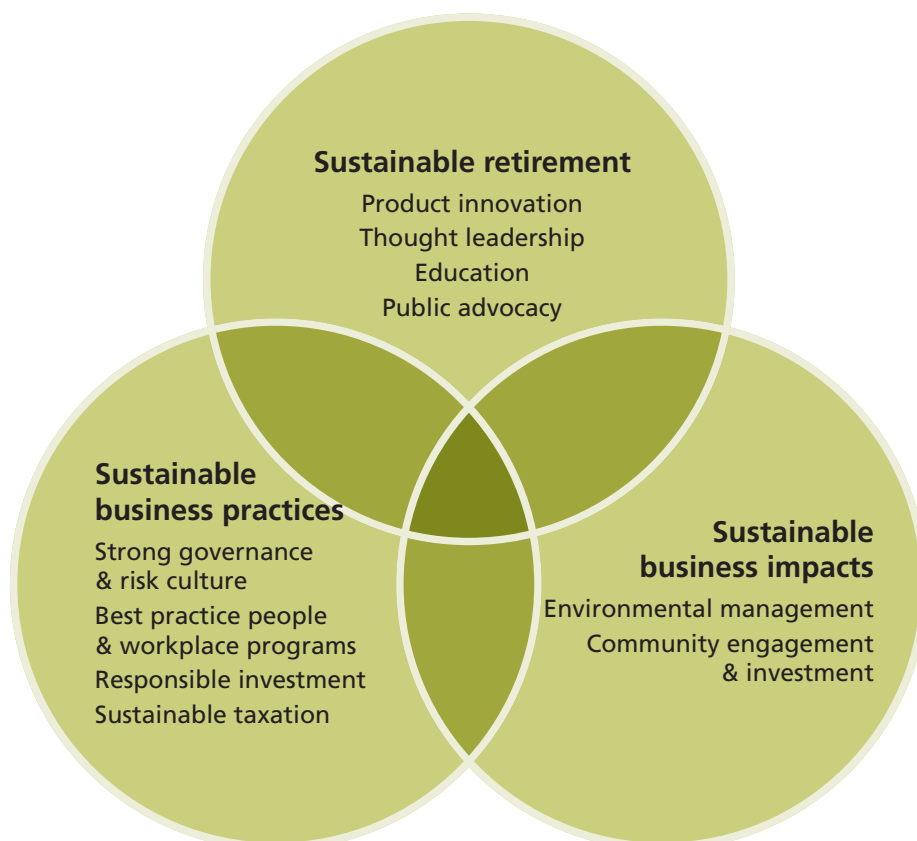 Sustainable retirement
Product innovation
Thought leadership
Education
Public advocacy
Sustainable
business practices
Strong governance
& risk culture
Best practice people
& workplace programs
Responsible investment
Sustainable taxation
Sustainable
business impacts
Environmental management
Community engagement
& investment